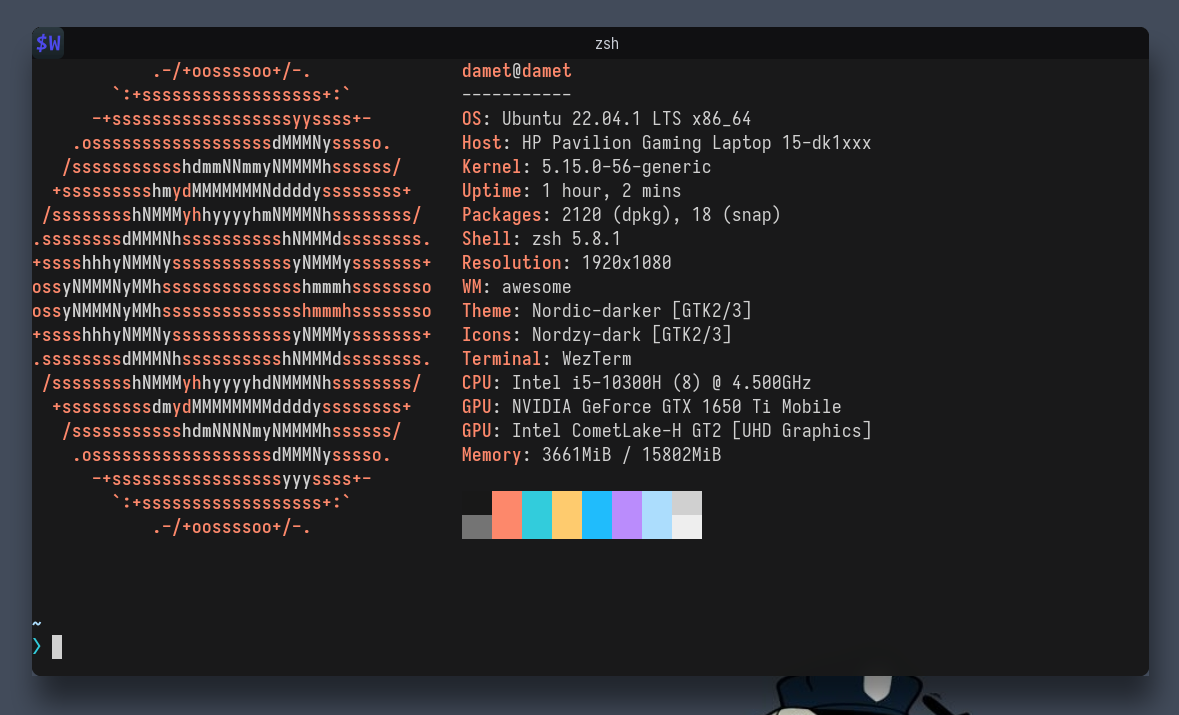 $W
zsh
.-/+oossssoo+/-.
`:+ssssssssssssssssss+:`
-+ssssssssssssssssssyyssss+-
.ossssssssssssssssssdMMMNysssso.
/ssssssssssshdmmNNmmyNMMMMhssssss/
+ssssssssshmydMMMMMMMNddddyssssssss+
/sssssssshNMMMyhhyyyyhmNMMMNhssssssss/
.ssssssssdMMMNhsssssssssshNMMMdssssssss.
+sssshhhyNMMNyssssssssssssyNMMMysssssss+
ossyNMMMNyMMhsssssssssssssshmmmhssssssso
ossyNMMMNyMMhsssssssssssssshmmmhssssssso
+sssshhhyNMMNyssssssssssssyNMMMysssssss+
.ssssssssdMMMNhsssssssssshNMMMdssssssss.
/sssssssshNMMMyhhyyyyhdNMMMNhssssssss/
+sssssssssdmydMMMMMMMMddddyssssssss+
/ssssssssssshdmNNNNmyNMMMMhssssss/
.ossssssssssssssssssdMMMNysssso.
-+sssssssssssssssssyyyssss+-
`:+ssssssssssssssssss+:`
.-/+oossssoo+/-.
damet@damet
-----------
OS: Ubuntu 22.04.1 LTS x86_64
Host: HP Pavilion Gaming Laptop 15-dk1xxx
Kernel: 5.15.0-56-generic
Uptime: 1 hour, 2 mins
Packages: 2120 (dpkg), 18 (snap)
Shell: zsh 5.8.1
Resolution: 1920x1080
WM: awesome
Theme: Nordic-darker [GTK2/3]
Icons: Nordzy-dark [GTK2/3]
Terminal: WezTerm
CPU: Intel i5-10300H (8) @ 4.500GHz
GPU: NVIDIA GeForce GTX 1650 Ti Mobile
GPU: Intel CometLake-H GT2 [UHD Graphics]
Memory: 3661MiB / 15802MiB
~
❯